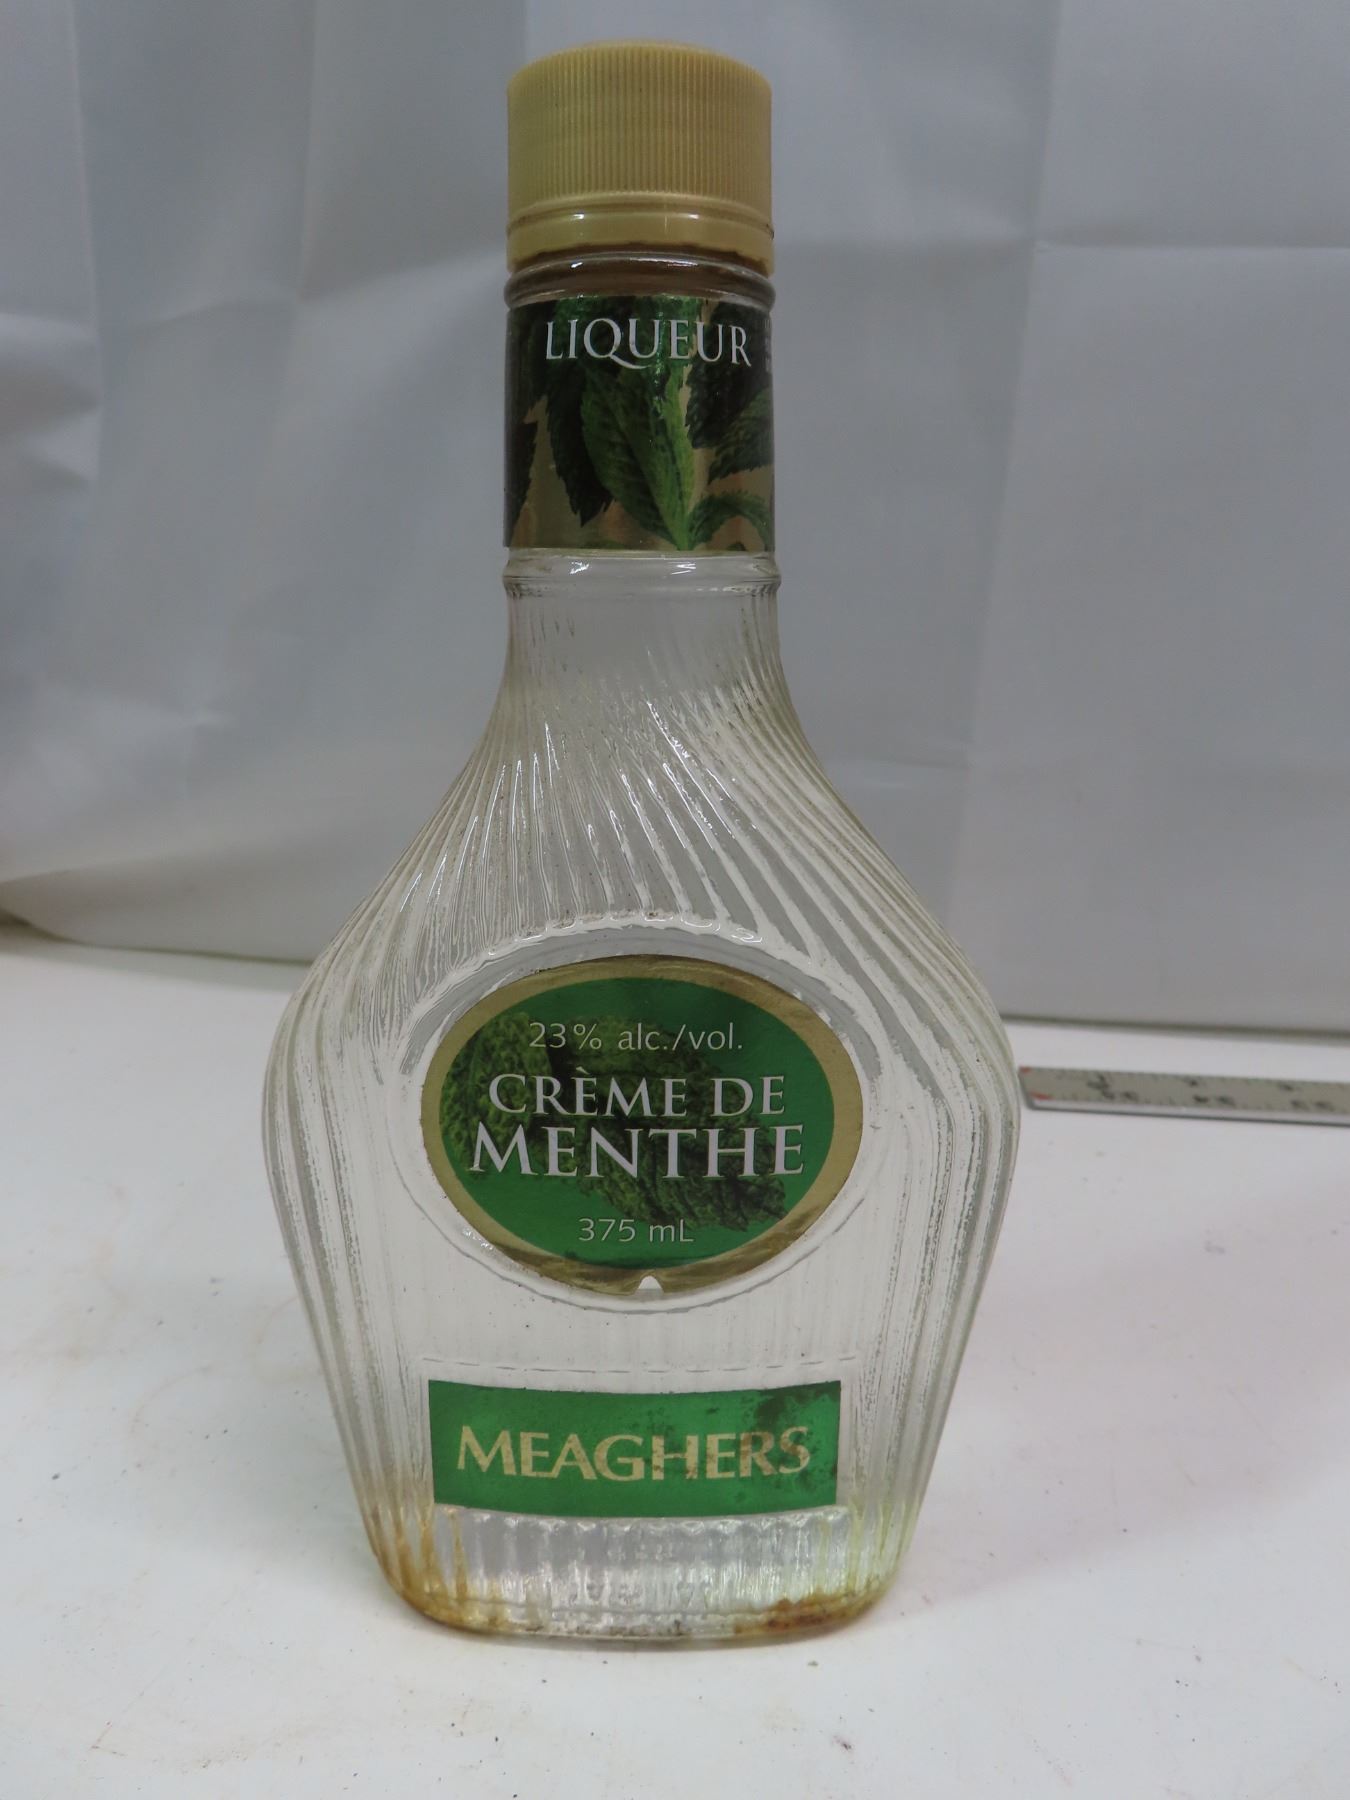 LIQUEUR
23% alc./vol.
CRÈME DE
MENTHE
375 mL
MEAGHERS